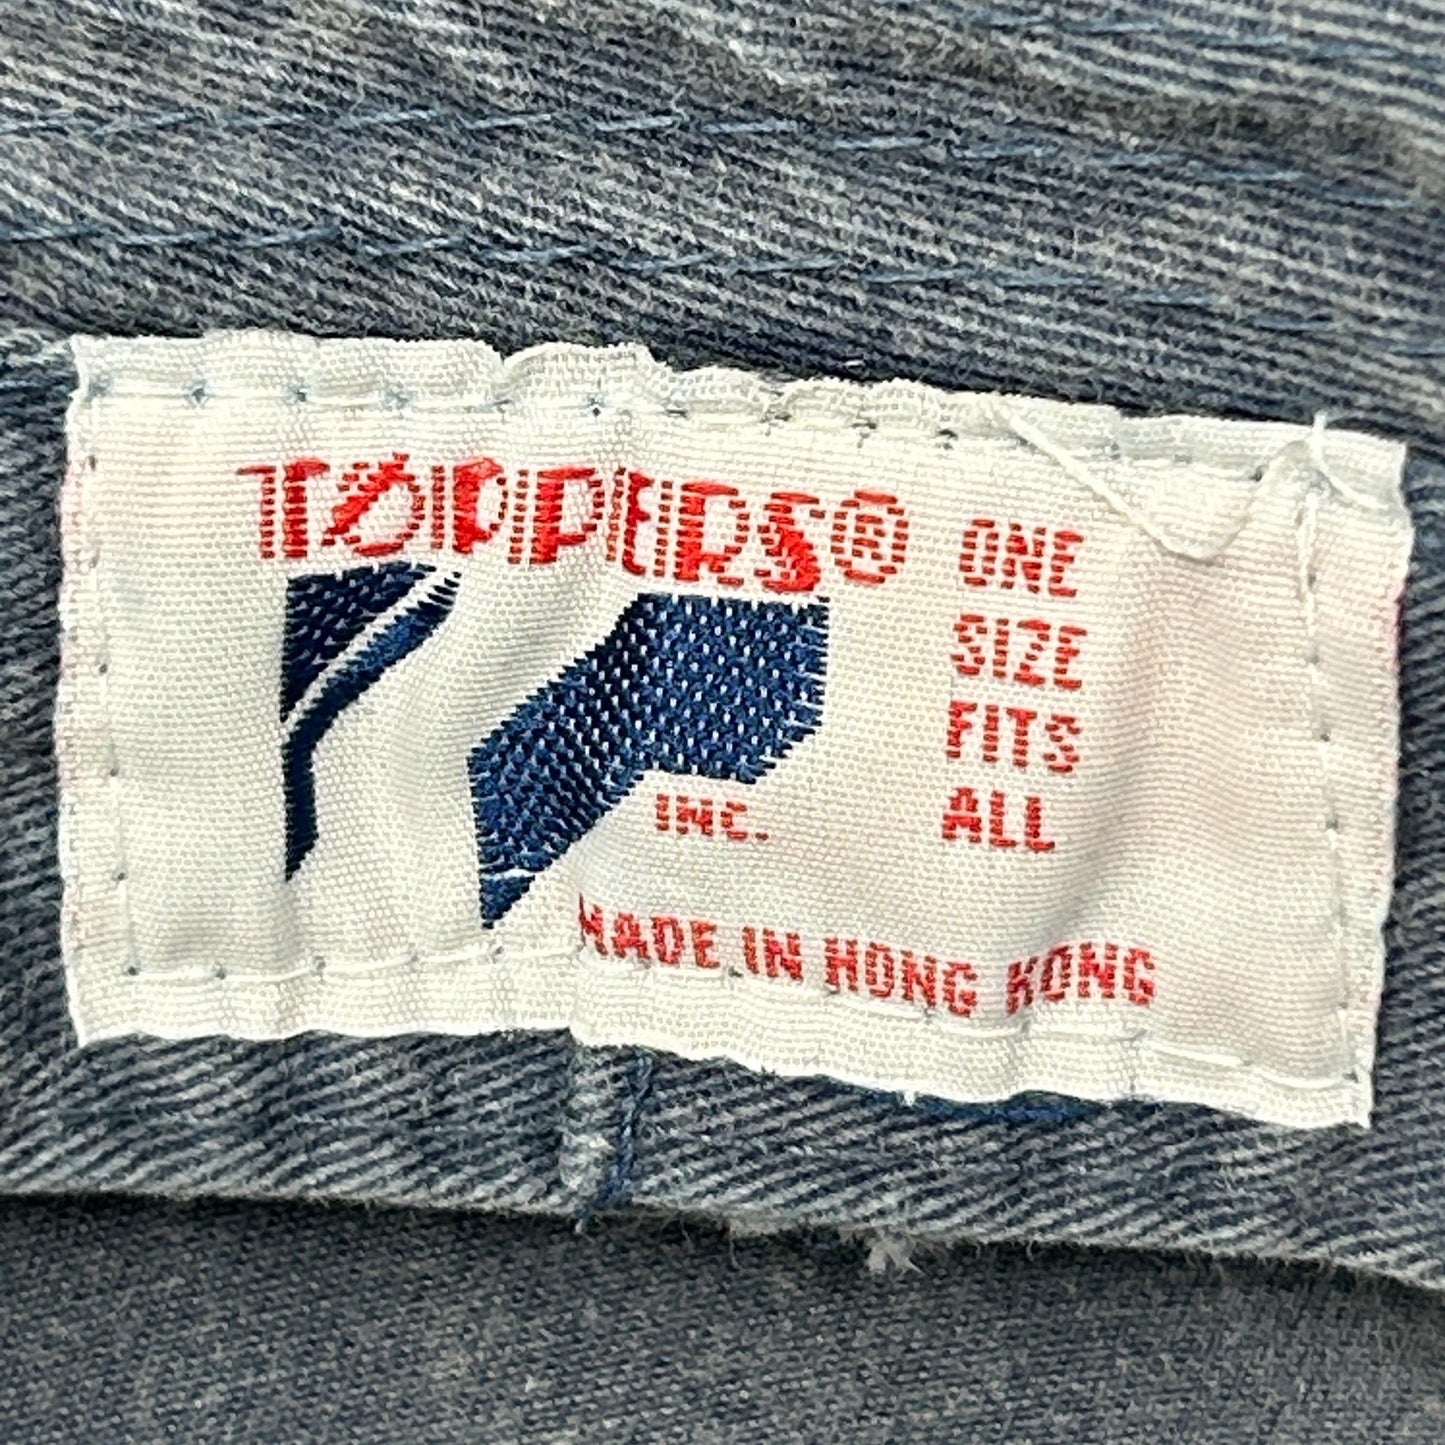 TOPPERS®
INC.
ONE
SIZE
FITS
ALL
MADE IN HONG KONG